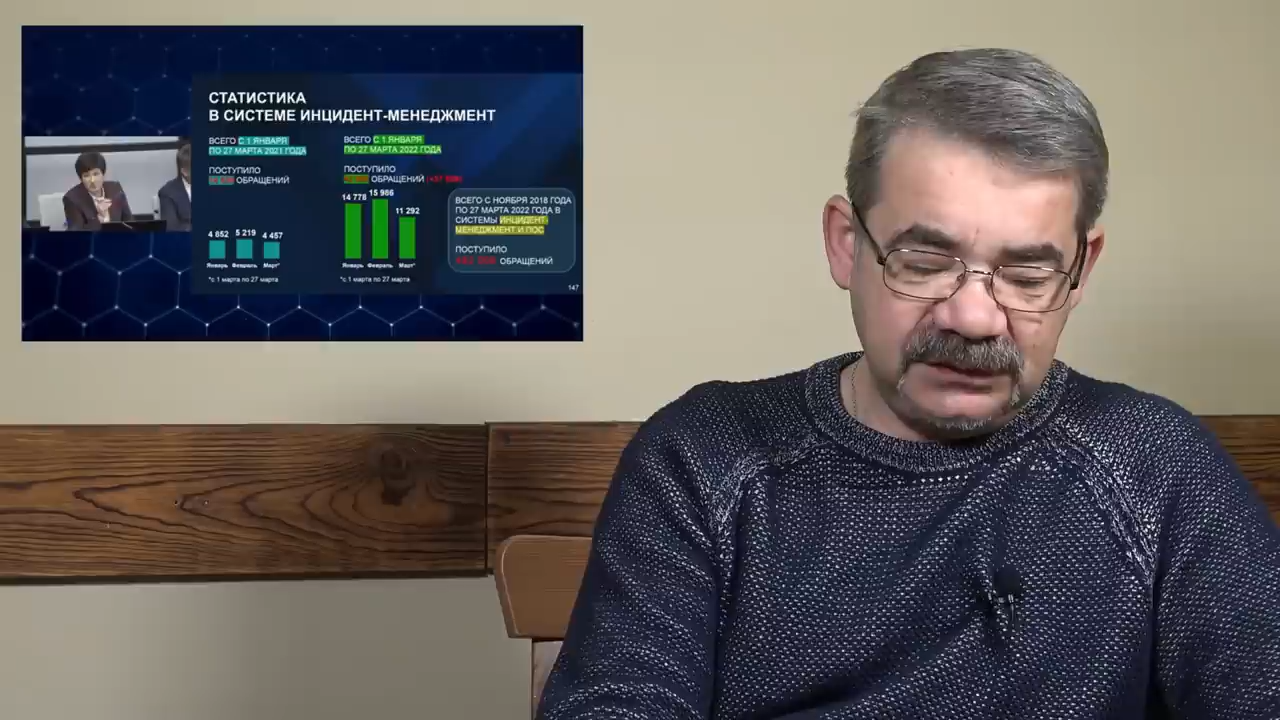 СТАТИСТИКА
В СИСТЕМЕ ИНЦИДЕНТ-МЕНЕДЖМЕНТ
ВСЕГО С 1 ЯНВАРЯ
ПО 27 МАРТА 2021 ГОДА
ПОСТУПИЛО
ОБРАЩЕНИЙ
4 852 5 219 4 457
Январь Февраль Март*
*с 1 марта по 27 марта
ВСЕГО С 1 ЯНВАРЯ
ПО 27 МАРТА 2022 ГОДА
ПОСТУПИЛО
ОБРАЩЕНИЙ
14 778 15 986 11 292
Январь Февраль Март*
*с 1 марта по 27 марта
ВСЕГО С НОЯБРЯ 2018 ГОДА
ПО 27 МАРТА 2022 ГОДА В
СИСТЕМЫ ИНЦИДЕНТ-
МЕНЕДЖМЕНТ И ПОС
ПОСТУПИЛО
ОБРАЩЕНИЙ
147